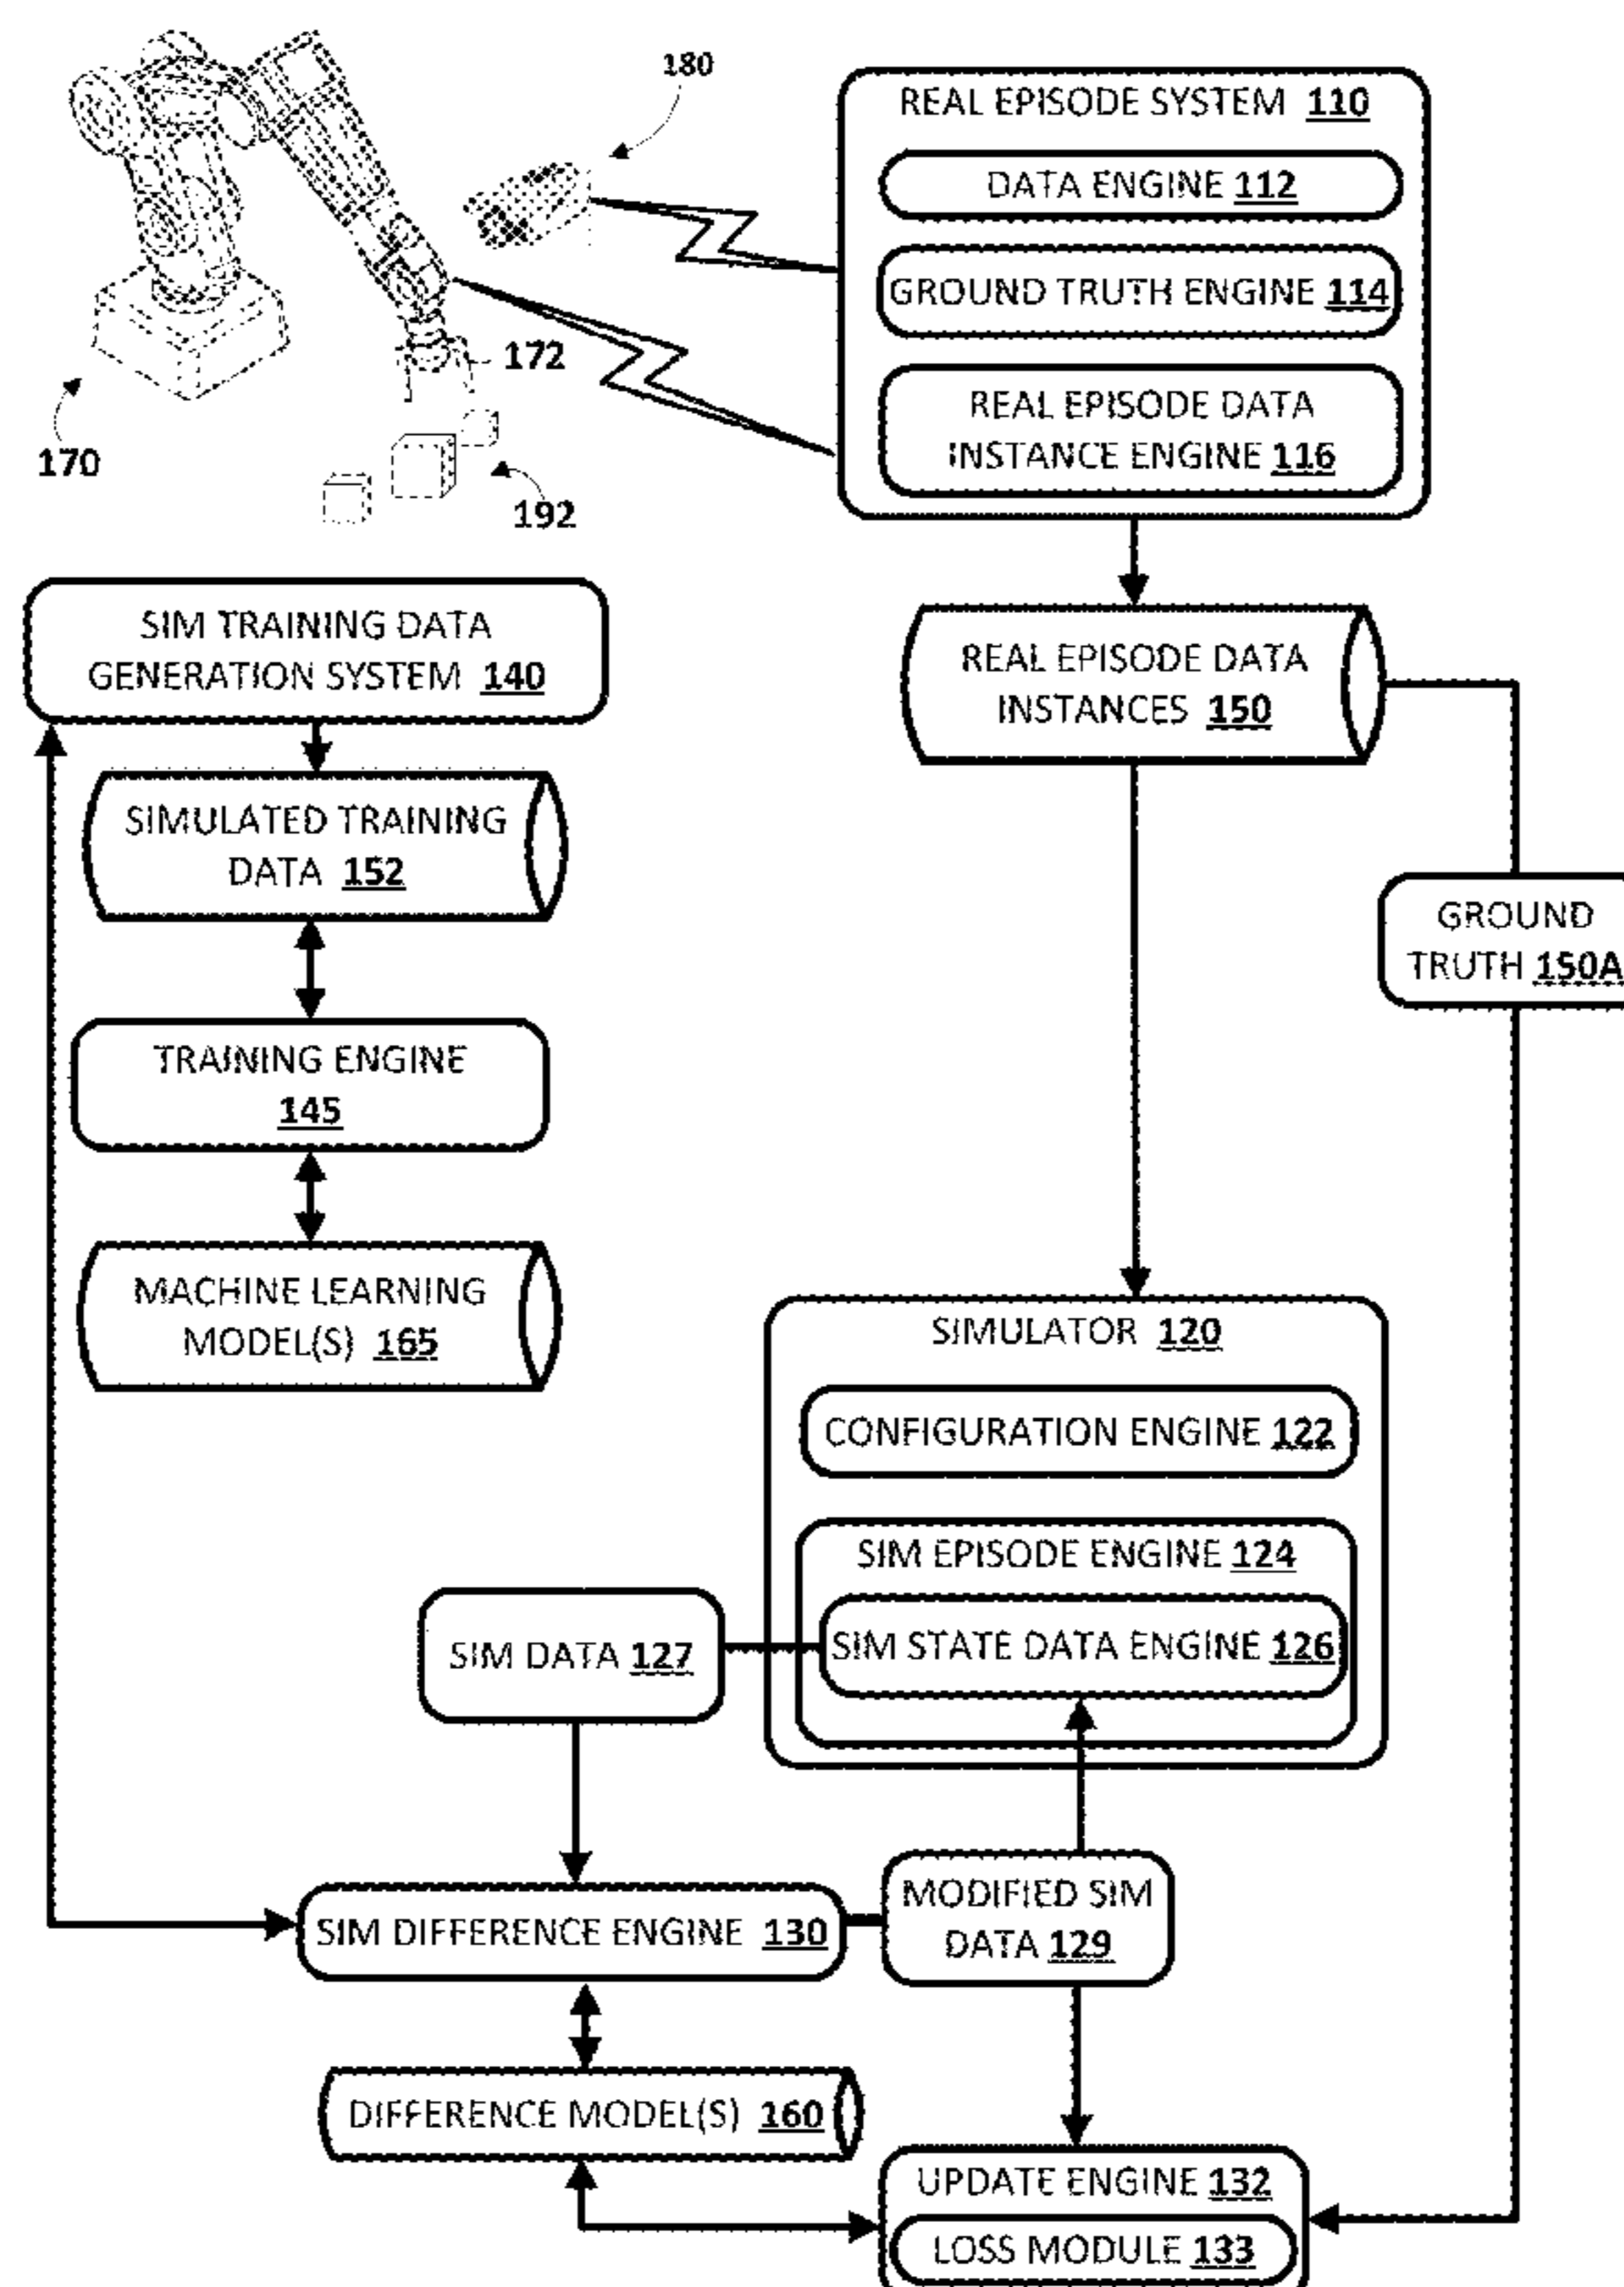 180
REAL EPISODE SYSTEM 110
DATA ENGINE 112
GROUND TRUTH ENGINE 114
172
REAL EPISODE DATA
INSTANCE ENGINE 116
170
192
SIM TRAINING DATA
GENERATION SYSTEM 140
REAL EPISODE DATA
INSTANCES 150
SIMULATED TRAINING
DATA 152
GROUND
TRUTH 150A
TRAINING ENGINE
145
MACHINE LEARNING
MODEL(S) 165
SIMULATOR 120
CONFIGURATION ENGINE 122
SIM EPISODE ENGINE 124
SIM STATE DATA ENGINE 126
SIM DATA 127
MODIFIED SIM
DATA 129
SIM DIFFERENCE ENGINE 130
DIFFERENCE MODEL(S) 160
UPDATE ENGINE 132
LOSS MODULE 133